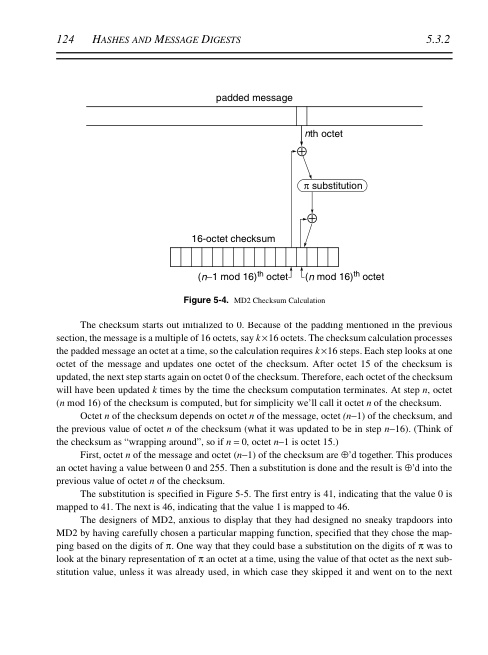 124 HASHES AND MESSAGE DIGESTS 5.3.2
padded message
nth octet
⊕
π substitution
⊕
16-octet checksum
(n–1 mod 16)th octet (n mod 16)th octet
Figure 5-4. MD2 Checksum Calculation
The checksum starts out initialized to 0. Because of the padding mentioned in the previous
section, the message is a multiple of 16 octets, say k×16 octets. The checksum calculation processes
the padded message an octet at a time, so the calculation requires k×16 steps. Each step looks at one
octet of the message and updates one octet of the checksum. After octet 15 of the checksum is
updated, the next step starts again on octet 0 of the checksum. Therefore, each octet of the checksum
will have been updated k times by the time the checksum computation terminates. At step n, octet
(n mod 16) of the checksum is computed, but for simplicity we'll call it octet n of the checksum.
Octet n of the checksum depends on octet n of the message, octet (n–1) of the checksum, and
the previous value of octet n of the checksum (what it was updated to be in step n–16). (Think of
the checksum as “wrapping around”, so if n = 0, octet n–1 is octet 15.)
First, octet n of the message and octet (n–1) of the checksum are ⊕'d together. This produces
an octet having a value between 0 and 255. Then a substitution is done and the result is ⊕'d into the
previous value of octet n of the checksum.
The substitution is specified in Figure 5-5. The first entry is 41, indicating that the value 0 is
mapped to 41. The next is 46, indicating that the value 1 is mapped to 46.
The designers of MD2, anxious to display that they had designed no sneaky trapdoors into
MD2 by having carefully chosen a particular mapping function, specified that they chose the map-
ping based on the digits of π. One way that they could base a substitution on the digits of π was to
look at the binary representation of π an octet at a time, using the value of that octet as the next sub-
stitution value, unless it was already used, in which case they skipped it and went on to the next